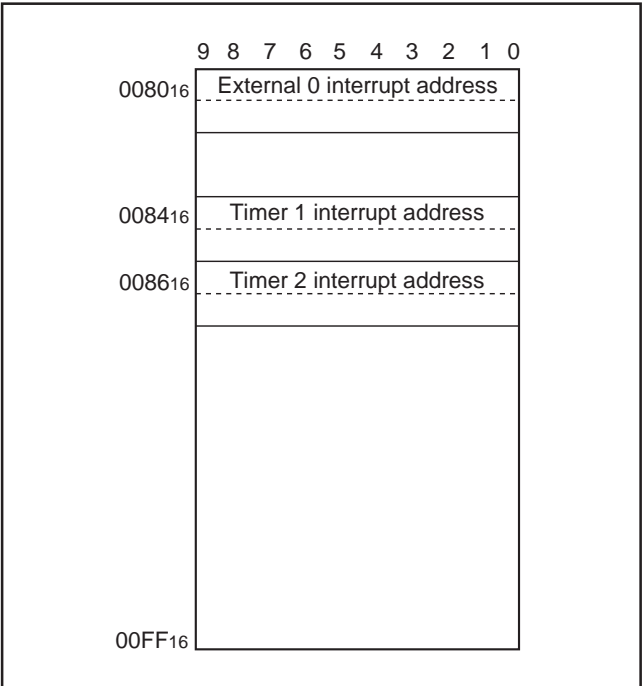 9 8 7 6 5 4 3 2 1 0
008016 External 0 interrupt address
008416 Timer 1 interrupt address
008616 Timer 2 interrupt address
00FF16